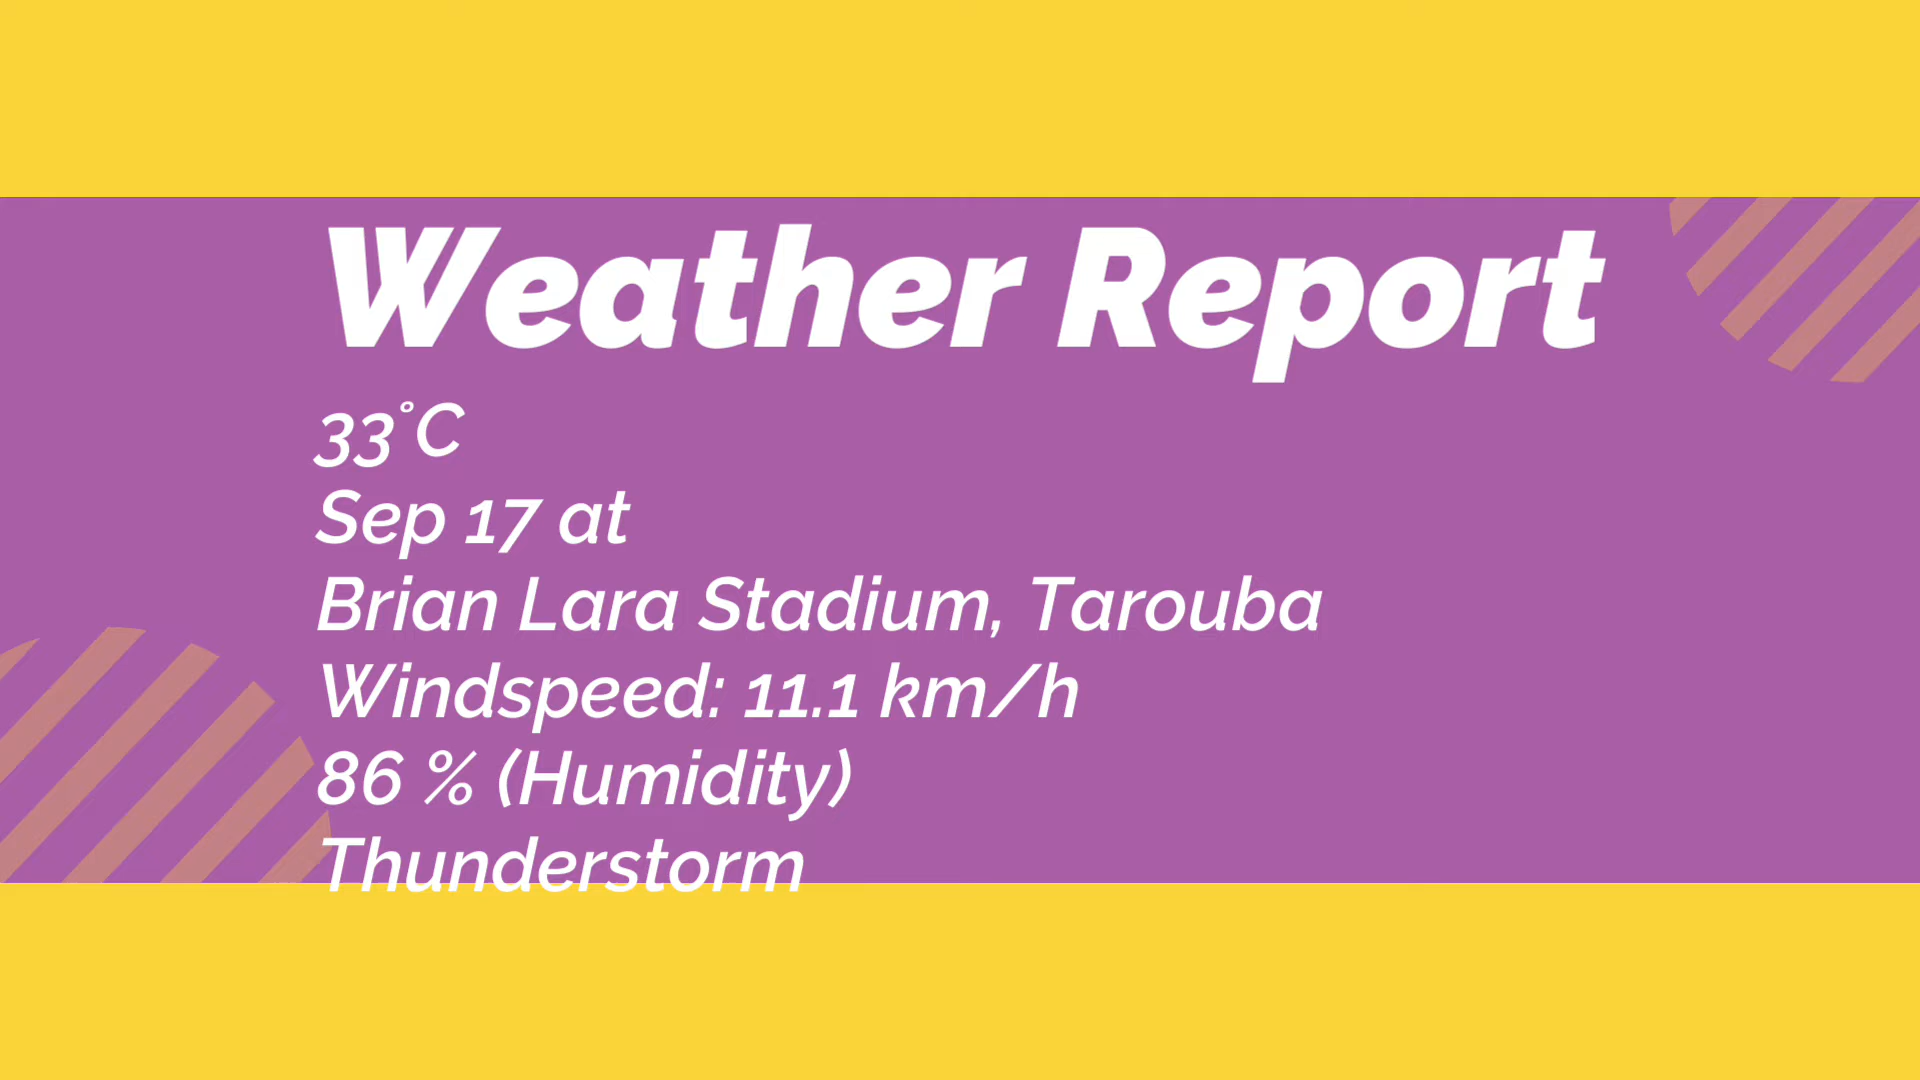 Weather Report
33°C
Sep 17 at
Brian Lara Stadium, Tarouba
Windspeed: 11.1 km/h
86 % (Humidity)
Thunderstorm